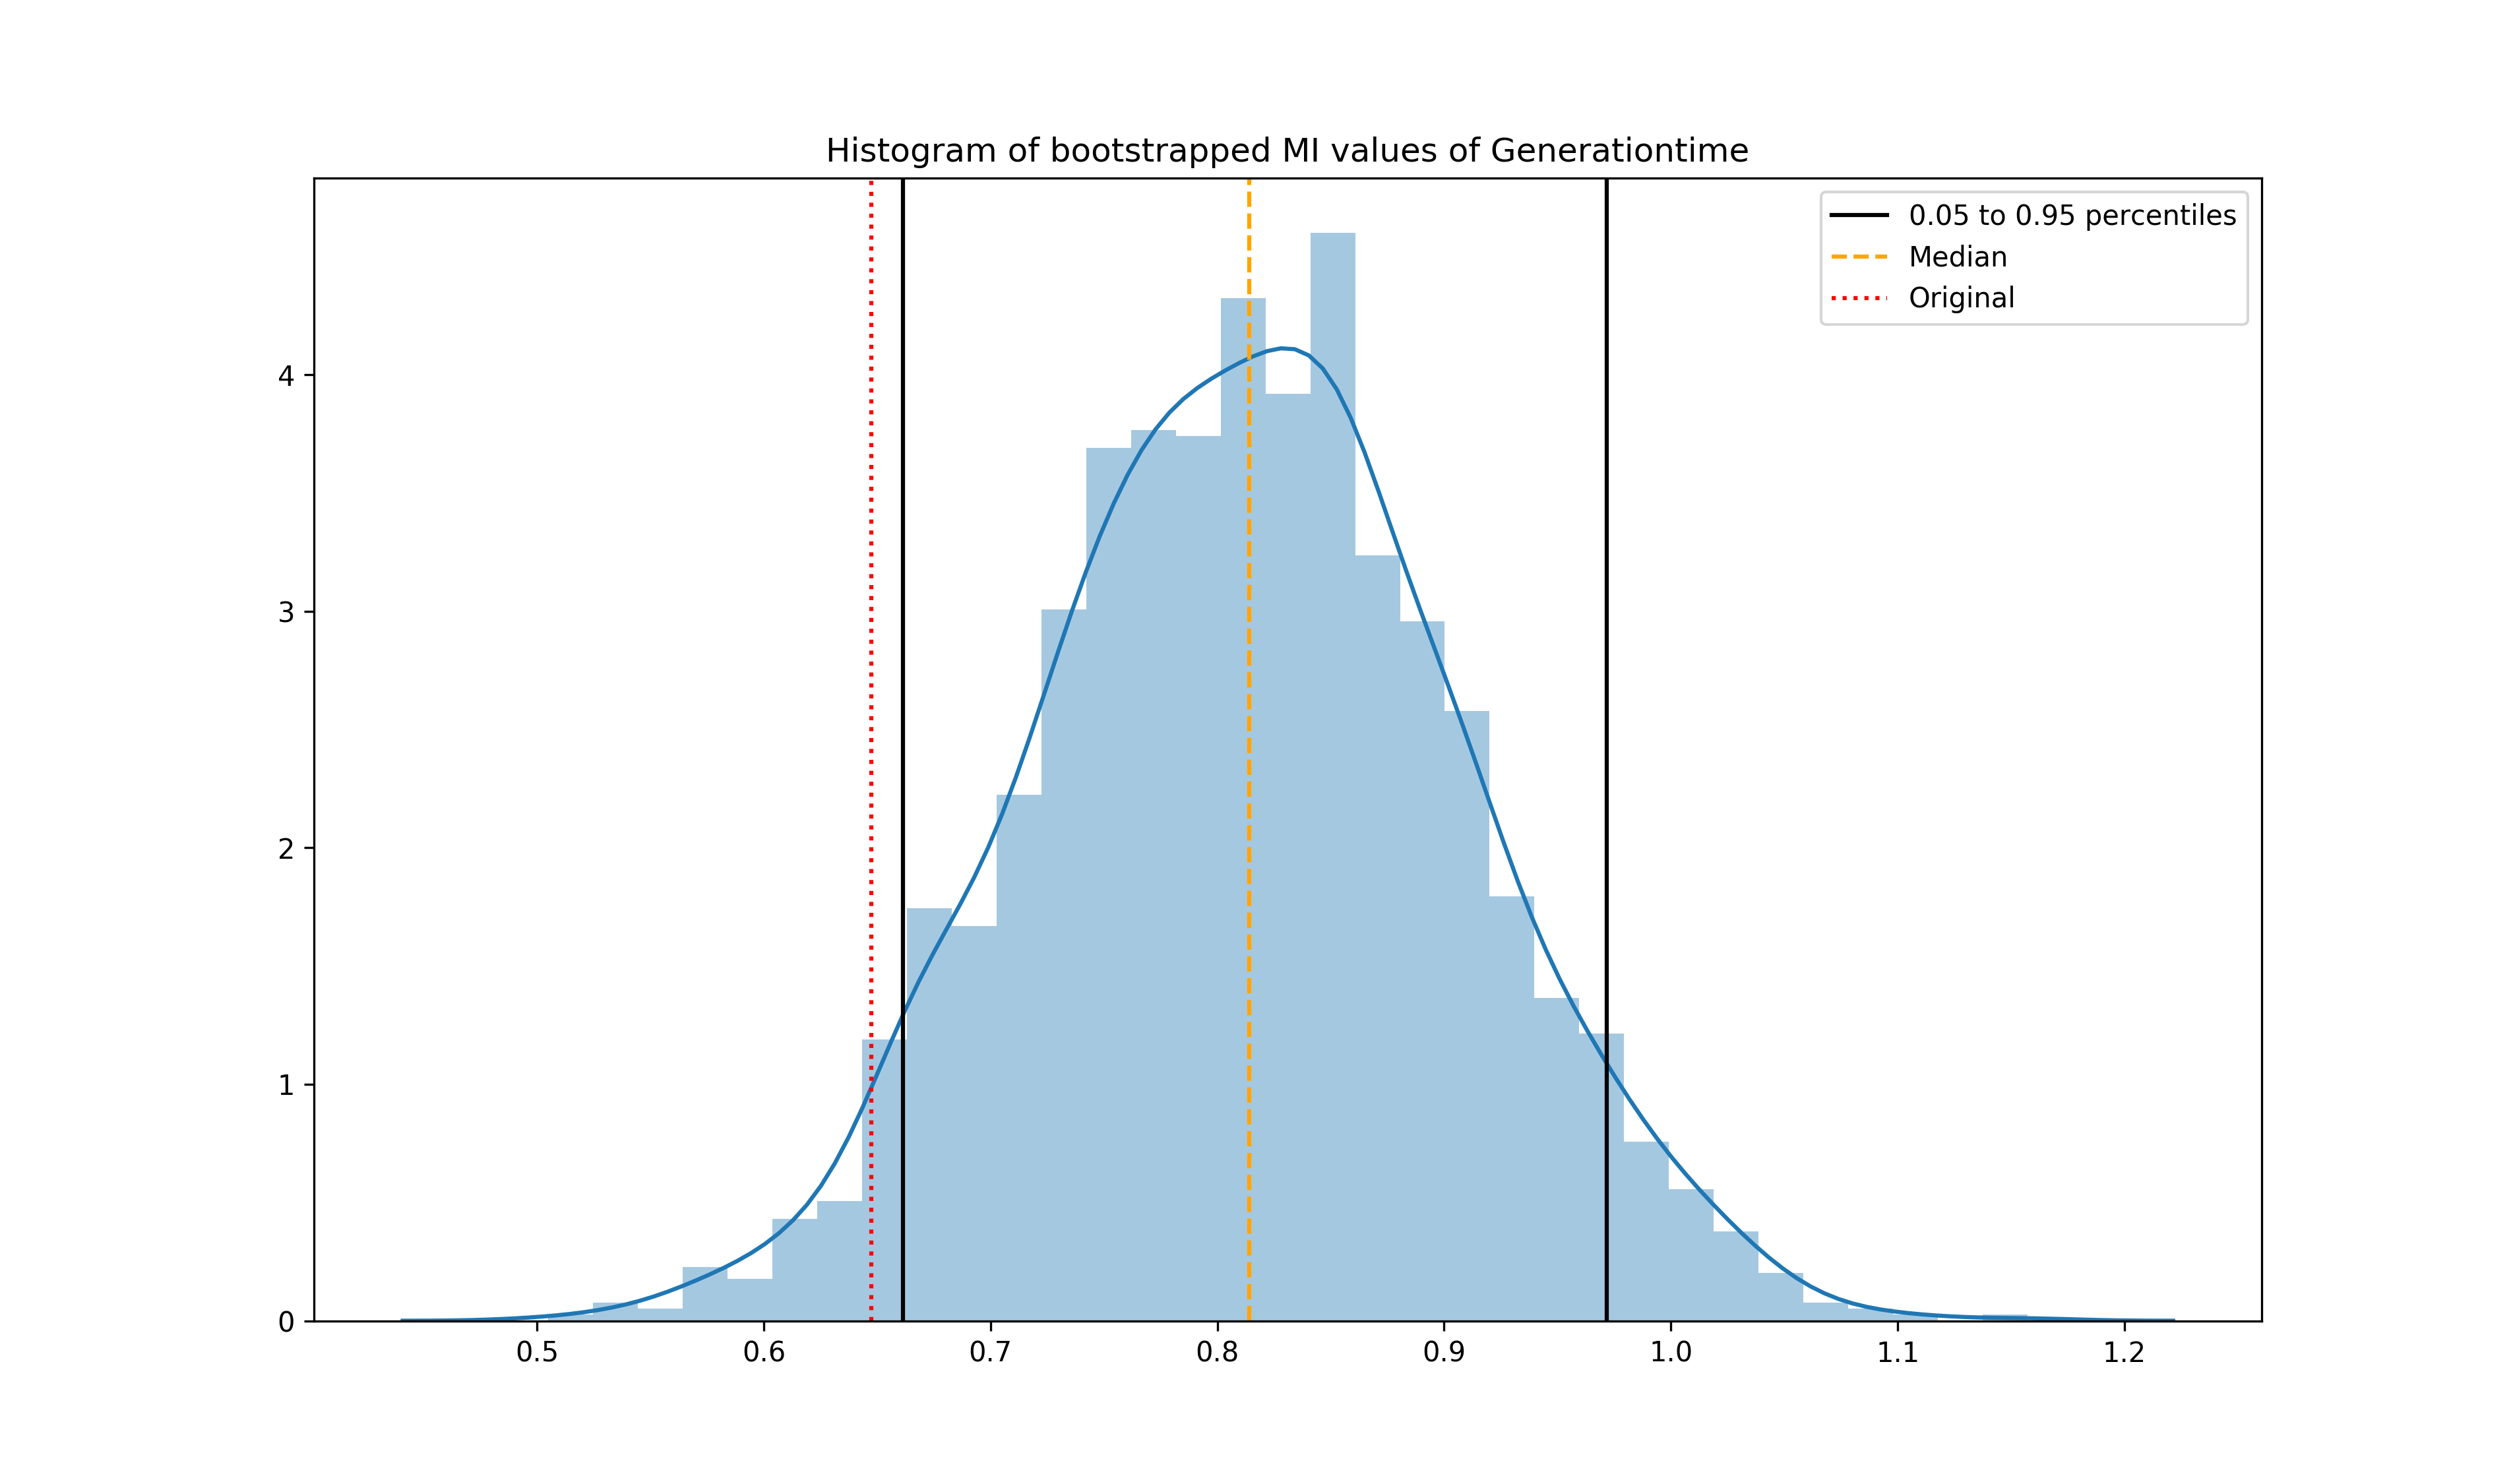 Histogram of bootstrapped MI values of Generationtime
0.05 to 0.95 percentiles
Median
Original
4
3
2
1
0
0.5 0.6 0.7 0.8 0.9 1.0 1.1 1.2